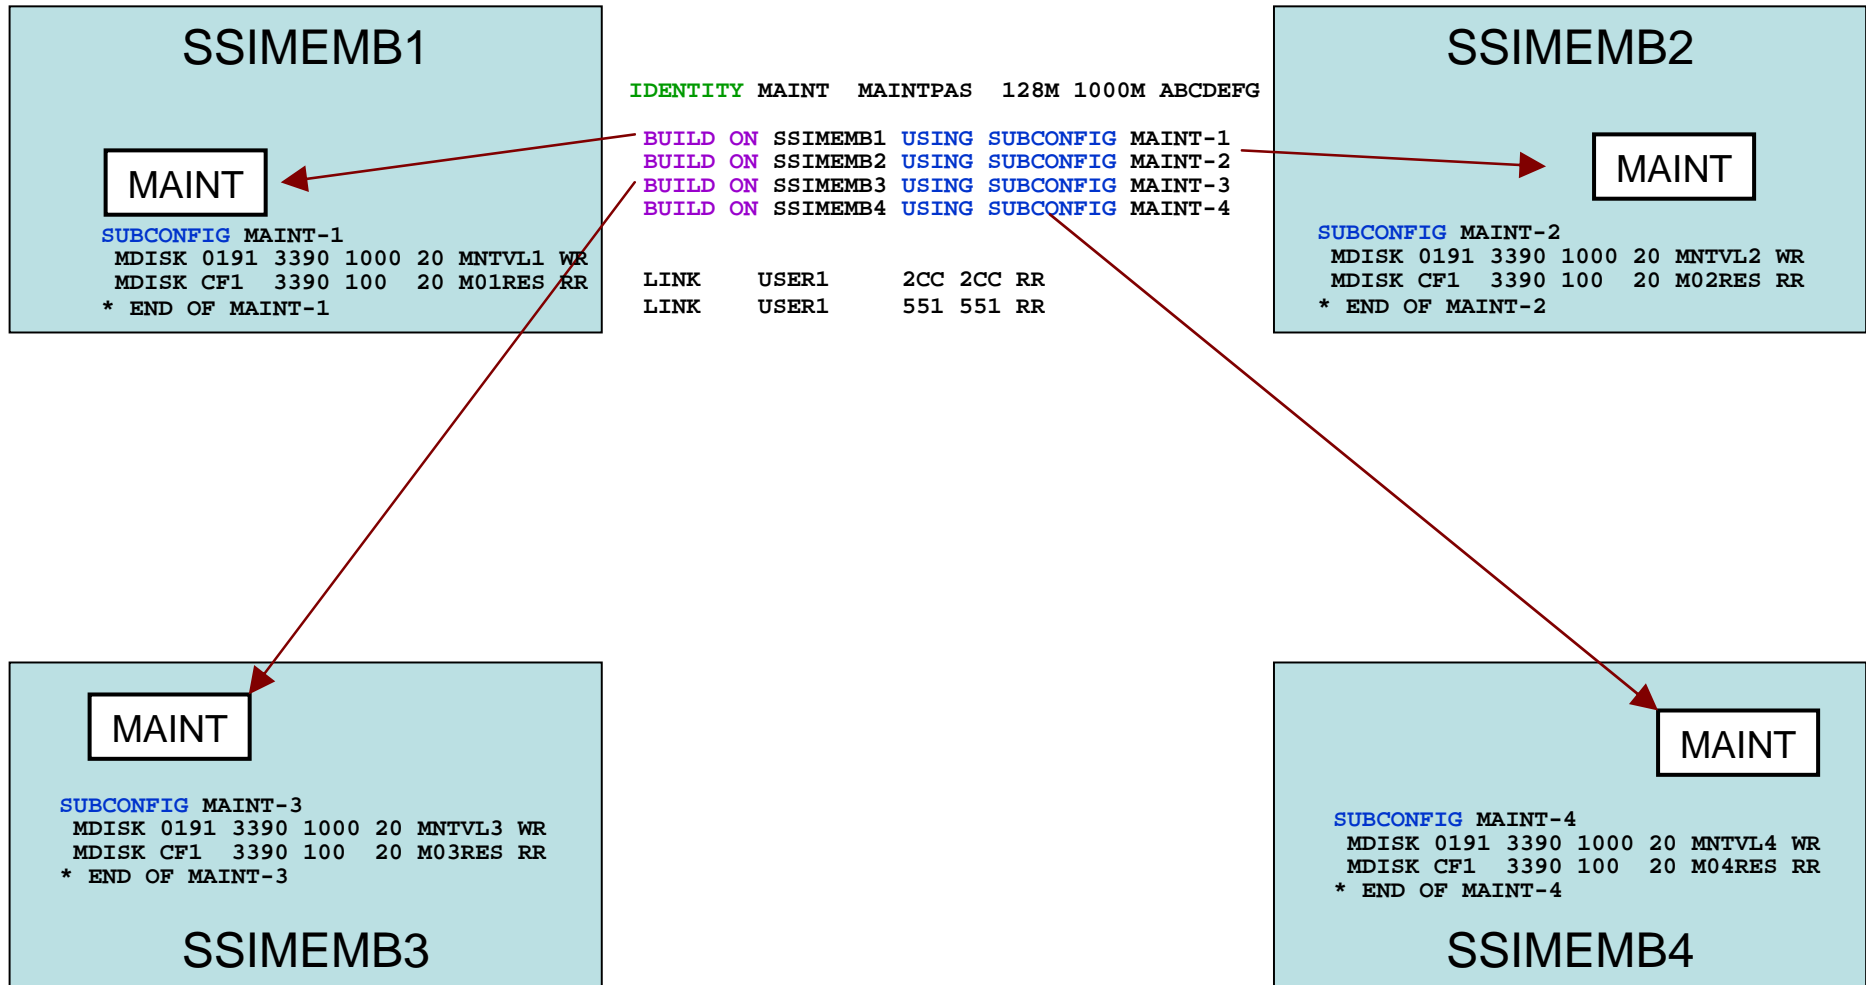 SSIMEMB1
MAINT
SUBCONFIG MAINT-1
MDISK 0191 3390 1000 20 MNTVL1 WR
MDISK CF1 3390 100 20 M01RES RR
* END OF MAINT-1
IDENTITY MAINT MAINTPAS 128M 1000M ABCDEFG
BUILD ON SSIMEMB1 USING SUBCONFIG MAINT-1
BUILD ON SSIMEMB2 USING SUBCONFIG MAINT-2
BUILD ON SSIMEMB3 USING SUBCONFIG MAINT-3
BUILD ON SSIMEMB4 USING SUBCONFIG MAINT-4
LINK USER1 2CC 2CC RR
LINK USER1 551 551 RR
SSIMEMB2
MAINT
SUBCONFIG MAINT-2
MDISK 0191 3390 1000 20 MNTVL2 WR
MDISK CF1 3390 100 20 M02RES RR
* END OF MAINT-2
MAINT
SUBCONFIG MAINT-3
MDISK 0191 3390 1000 20 MNTVL3 WR
MDISK CF1 3390 100 20 M03RES RR
* END OF MAINT-3
SSIMEMB3
MAINT
SUBCONFIG MAINT-4
MDISK 0191 3390 1000 20 MNTVL4 WR
MDISK CF1 3390 100 20 M04RES RR
* END OF MAINT-4
SSIMEMB4